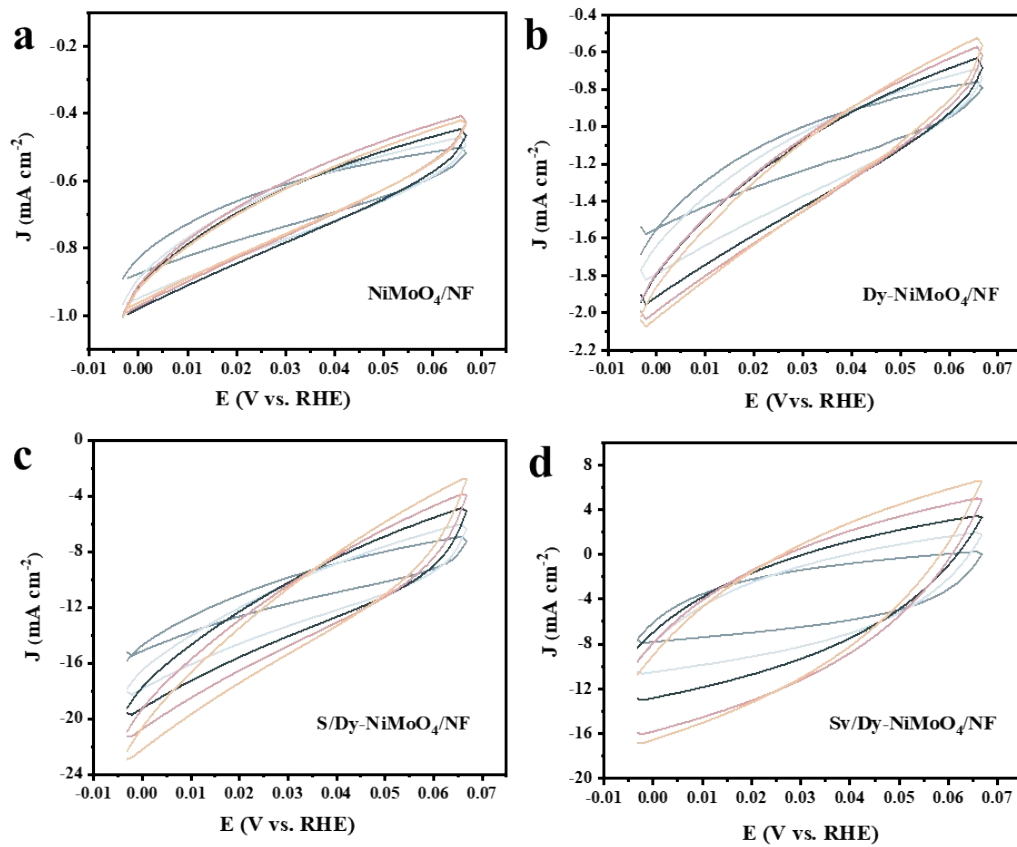 a
-0.2
-0.4
-0.6
-0.8
-1.0
J (mA cm⁻²)
NiMoO₄/NF
-0.01 0.00 0.01 0.02 0.03 0.04 0.05 0.06 0.07
E (V vs. RHE)
b
-0.4
-0.6
-0.8
-1.0
-1.2
-1.4
-1.6
-1.8
-2.0
-2.2
J (mA cm⁻²)
Dy-NiMoO₄/NF
-0.01 0.00 0.01 0.02 0.03 0.04 0.05 0.06 0.07
E (Vvs. RHE)
c
0
-4
-8
-12
-16
-20
-24
J (mA cm⁻²)
S/Dy-NiMoO₄/NF
-0.01 0.00 0.01 0.02 0.03 0.04 0.05 0.06 0.07
E (V vs. RHE)
d
8
4
0
-4
-8
-12
-16
-20
J (mA cm⁻²)
Sv/Dy-NiMoO₄/NF
-0.01 0.00 0.01 0.02 0.03 0.04 0.05 0.06 0.07
E (V vs. RHE)